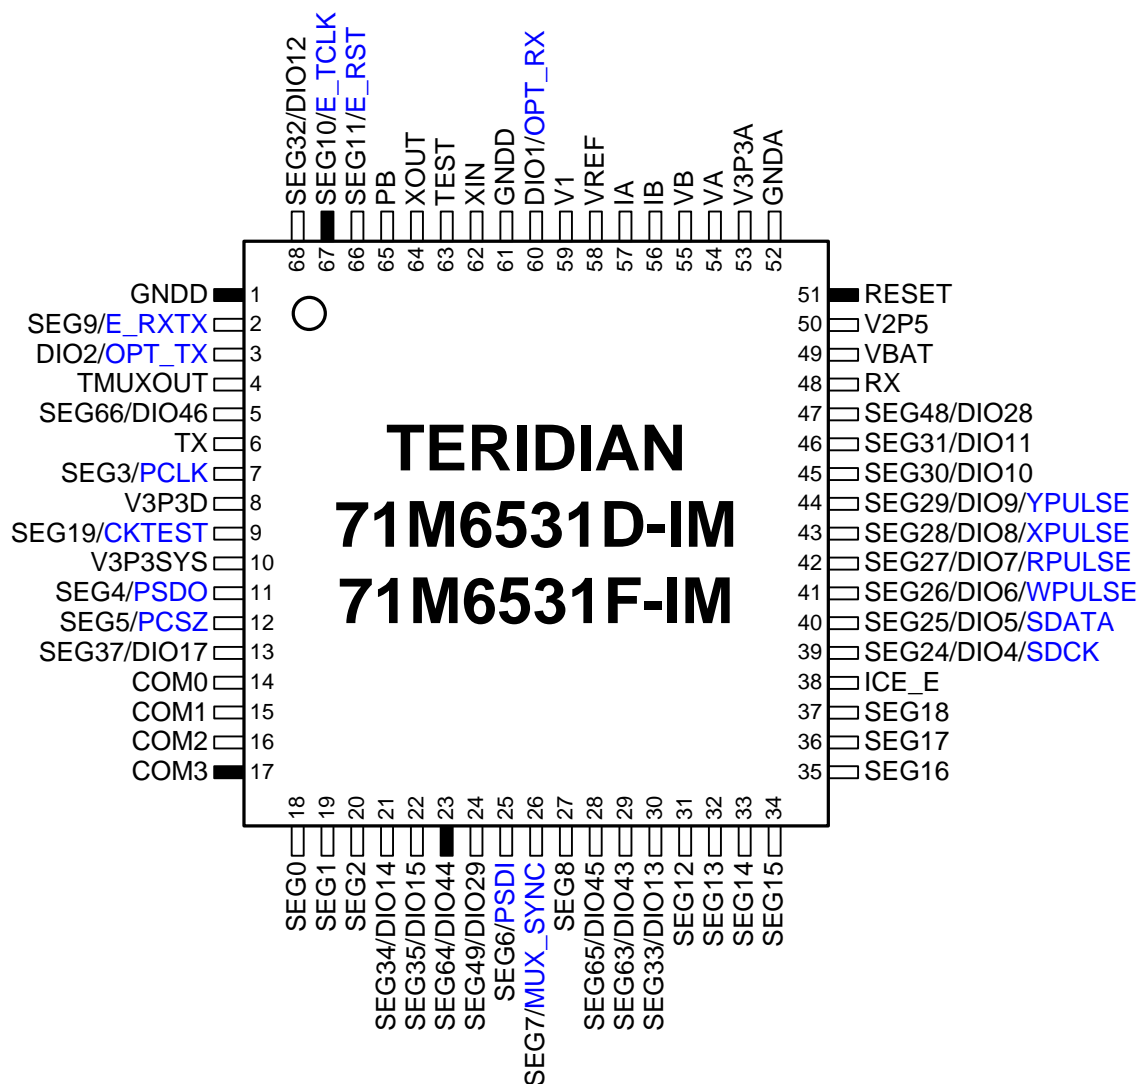 SEG32/DIO12
SEG10/E_TCLK
SEG11/E_RST
PB
XOUT
TEST
XIN
GNDD
DIO1/OPT_RX
V1
VREF
IA
IB
VB
VA
V3P3A
GNDA
68
67
66
65
64
63
62
61
60
59
58
57
56
55
54
53
52
GNDD 1
SEG9/E_RXTX 2
DIO2/OPT_TX 3
TMUXOUT 4
SEG66/DIO46 5
TX 6
SEG3/PCLK 7
V3P3D 8
SEG19/CKTEST 9
V3P3SYS 10
SEG4/PSDO 11
SEG5/PCSZ 12
SEG37/DIO17 13
COM0 14
COM1 15
COM2 16
COM3 17
TERIDIAN
71M6531D-IM
71M6531F-IM
51 RESET
50 V2P5
49 VBAT
48 RX
47 SEG48/DIO28
46 SEG31/DIO11
45 SEG30/DIO10
44 SEG29/DIO9/YPULSE
43 SEG28/DIO8/XPULSE
42 SEG27/DIO7/RPULSE
41 SEG26/DIO6/WPULSE
40 SEG25/DIO5/SDATA
39 SEG24/DIO4/SDCK
38 ICE_E
37 SEG18
36 SEG17
35 SEG16
18
19
20
21
22
23
24
25
26
27
28
29
30
31
32
33
34
SEG0
SEG1
SEG2
SEG34/DIO14
SEG35/DIO15
SEG64/DIO44
SEG49/DIO29
SEG6/PSDI
SEG7/MUX_SYNC
SEG8
SEG65/DIO45
SEG63/DIO43
SEG33/DIO13
SEG12
SEG13
SEG14
SEG15